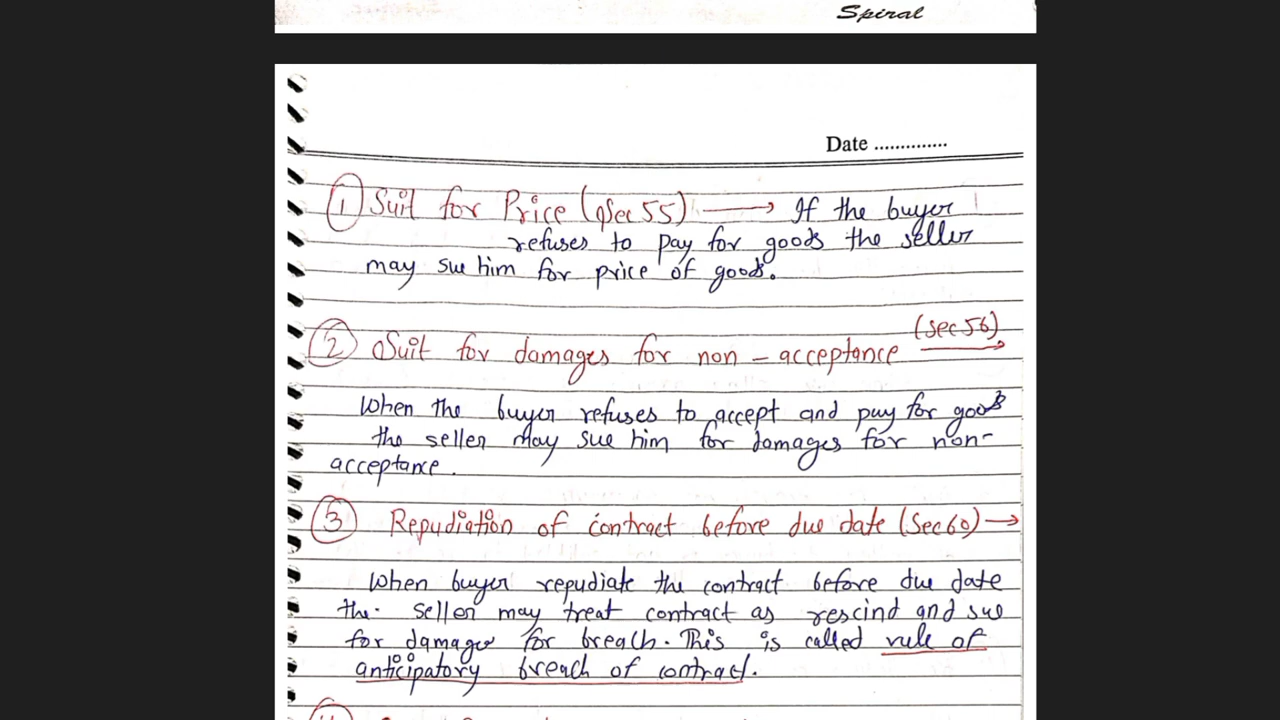 Spiral
Date ..............
① Suit for Price (Sec 55) → If the buyer
refuses to pay for goods the seller
may sue him for price of goods.
(Sec 56)
② Suit for damages for non-acceptance →
When the buyer refuses to accept and pay for goods
the seller may sue him for damages for non-
acceptance.
③ Repudiation of contract before due date (Sec 60) →
When buyer repudiate the contract before due date
the. seller may treat contract as rescind and sue
for damages for breach. This is called rule of
anticipatory breach of contract.